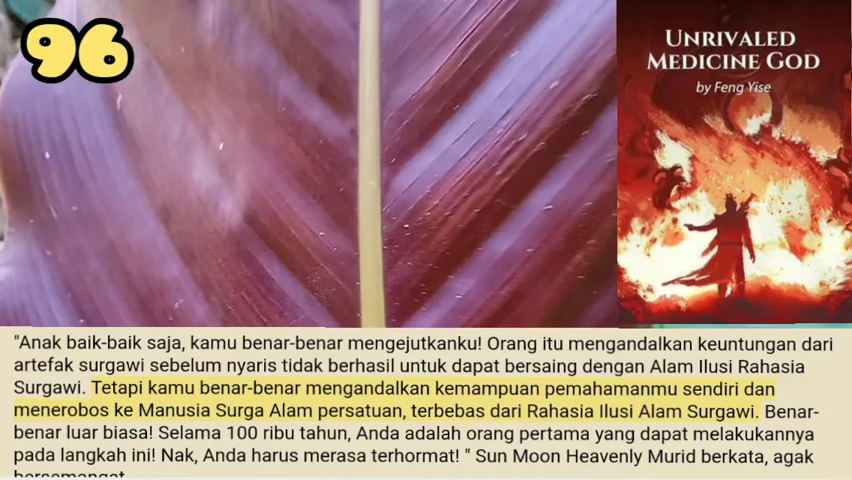 96
UNRIVALED
MEDICINE GOD
by Feng Yise
"Anak baik-baik saja, kamu benar-benar mengejutkanku! Orang itu mengandalkan keuntungan dari
artefak surgawi sebelum nyaris tidak berhasil untuk dapat bersaing dengan Alam Ilusi Rahasia
Surgawi. Tetapi kamu benar-benar mengandalkan kemampuan pemahamanmu sendiri dan
menerobos ke Manusia Surga Alam persatuan, terbebas dari Rahasia Ilusi Alam Surgawi. Benar-
benar luar biasa! Selama 100 ribu tahun, Anda adalah orang pertama yang dapat melakukannya
pada langkah ini! Nak, Anda harus merasa terhormat! " Sun Moon Heavenly Murid berkata, agak
bersemangat